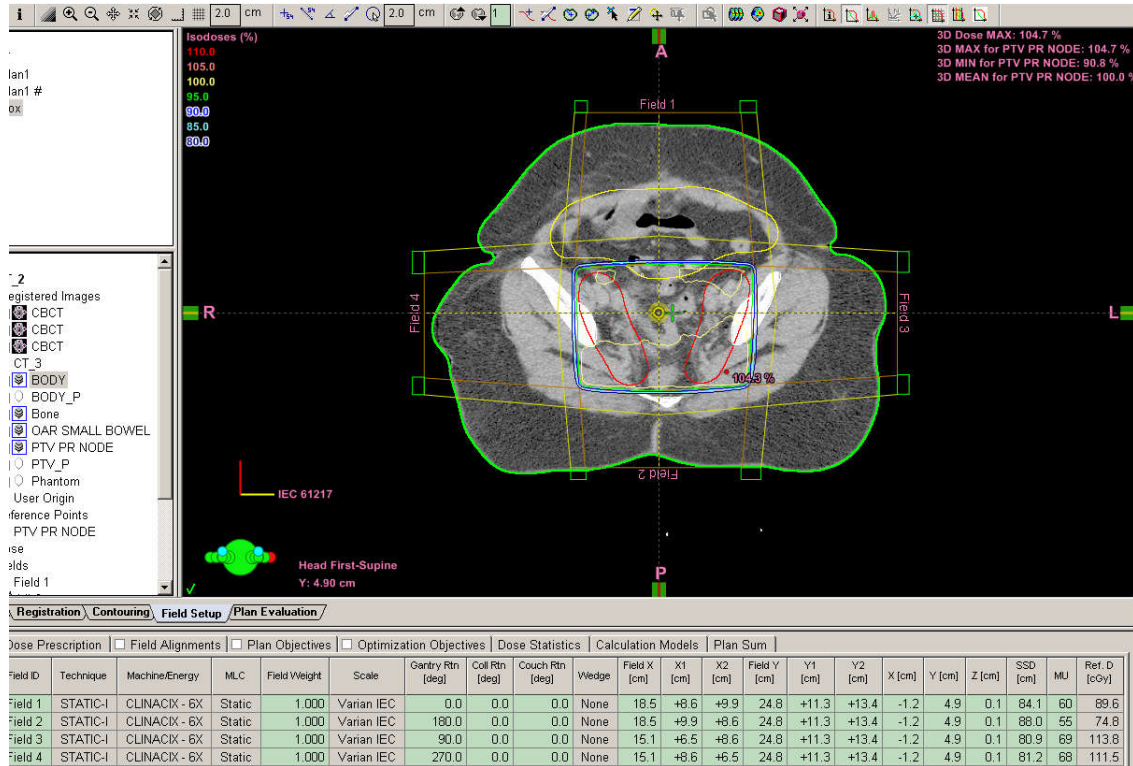 i 2.0 cm 2.0 cm 1
Isodoses (%)
110.0
105.0
100.0
95.0
90.0
85.0
80.0
3D Dose MAX: 104.7 %
3D MAX for PTV PR NODE: 104.7 %
3D MIN for PTV PR NODE: 90.8 %
3D MEAN for PTV PR NODE: 100.0 %
lan1
lan1 #
ox
A
Field 1
R
Field 4
Field 3
L
104.3 %
Field 2
IEC 61217
Head First-Supine
Y: 4.90 cm
P
T_2
egistered Images
CBCT
CBCT
CBCT
CT_3
BODY
BODY_P
Bone
OAR SMALL BOWEL
PTV PR NODE
PTV_P
Phantom
User Origin
eference Points
PTV PR NODE
ose
elds
Field 1
Registration Contouring Field Setup Plan Evaluation
Dose Prescription Field Alignments Plan Objectives Optimization Objectives Dose Statistics Calculation Models Plan Sum
Field ID Technique Machine/Energy MLC Field Weight Scale Gantry Rtn [deg] Coll Rtn [deg] Couch Rtn [deg] Wedge Field X [cm] X1 [cm] X2 [cm] Field Y [cm] Y1 [cm] Y2 [cm] X [cm] Y [cm] Z [cm] SSD [cm] MU Ref. D [cGy]
Field 1 STATIC-I CLINACIX - 6X Static 1.000 Varian IEC 0.0 0.0 0.0 None 18.5 +8.6 +9.9 24.8 +11.3 +13.4 -1.2 4.9 0.1 84.1 60 89.6
Field 2 STATIC-I CLINACIX - 6X Static 1.000 Varian IEC 180.0 0.0 0.0 None 18.5 +9.9 +8.6 24.8 +11.3 +13.4 -1.2 4.9 0.1 88.0 55 74.8
Field 3 STATIC-I CLINACIX - 6X Static 1.000 Varian IEC 90.0 0.0 0.0 None 15.1 +6.5 +8.6 24.8 +11.3 +13.4 -1.2 4.9 0.1 80.9 69 113.8
Field 4 STATIC-I CLINACIX - 6X Static 1.000 Varian IEC 270.0 0.0 0.0 None 15.1 +8.6 +6.5 24.8 +11.3 +13.4 -1.2 4.9 0.1 81.2 68 111.5